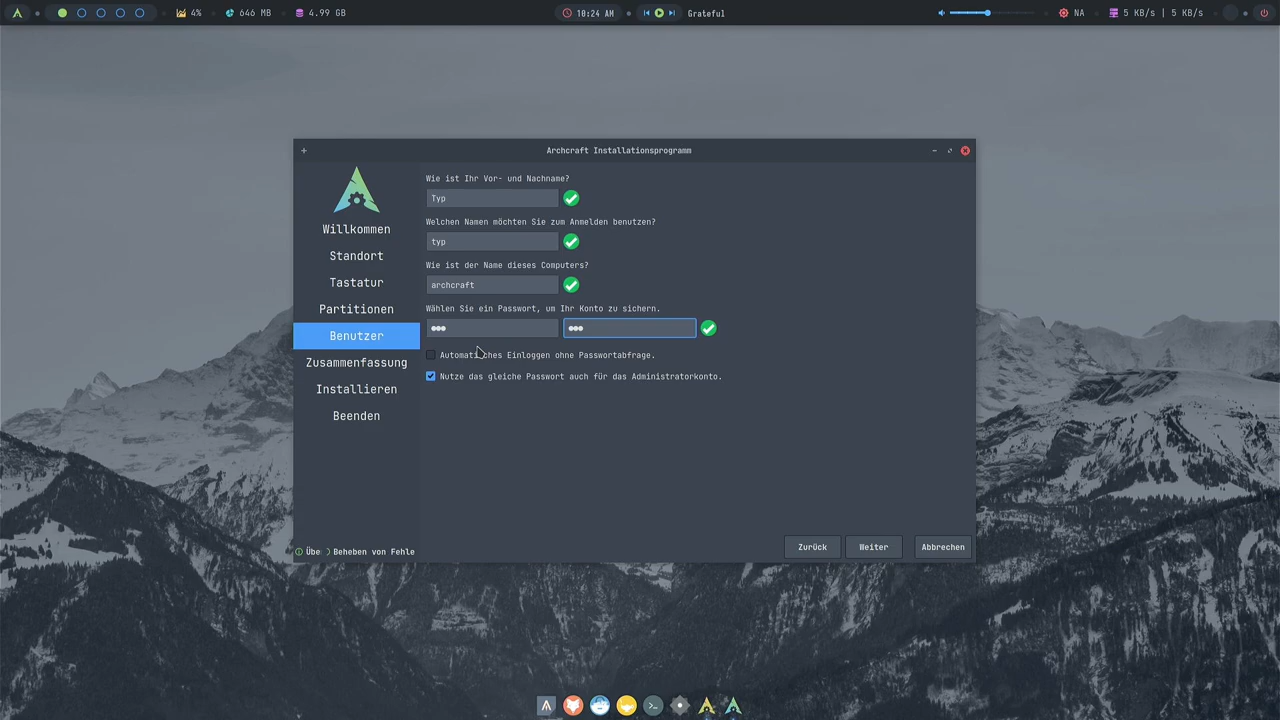 4% 646 MB 4.99 GB 10:24 AM Grateful NA 5 KB/s | 5 KB/s
Archcraft Installationsprogramm
Willkommen
Standort
Tastatur
Partitionen
Benutzer
Zusammenfassung
Installieren
Beenden
Übe Beheben von Fehle
Wie ist Ihr Vor- und Nachname?
Typ
Welchen Namen möchten Sie zum Anmelden benutzen?
typ
Wie ist der Name dieses Computers?
archcraft
Wählen Sie ein Passwort, um Ihr Konto zu sichern.
●●● ●●●
Automatisches Einloggen ohne Passwortabfrage.
Nutze das gleiche Passwort auch für das Administratorkonto.
Zurück Weiter Abbrechen